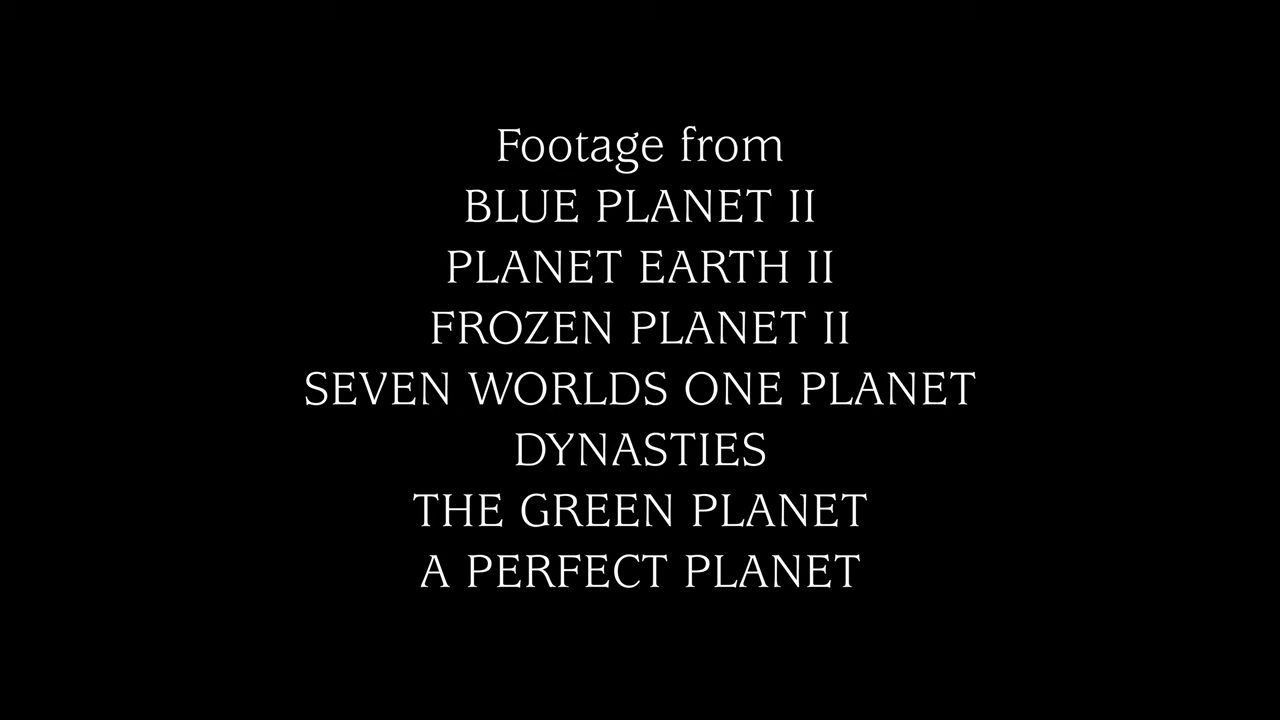 Footage from
BLUE PLANET II
PLANET EARTH II
FROZEN PLANET II
SEVEN WORLDS ONE PLANET
DYNASTIES
THE GREEN PLANET
A PERFECT PLANET